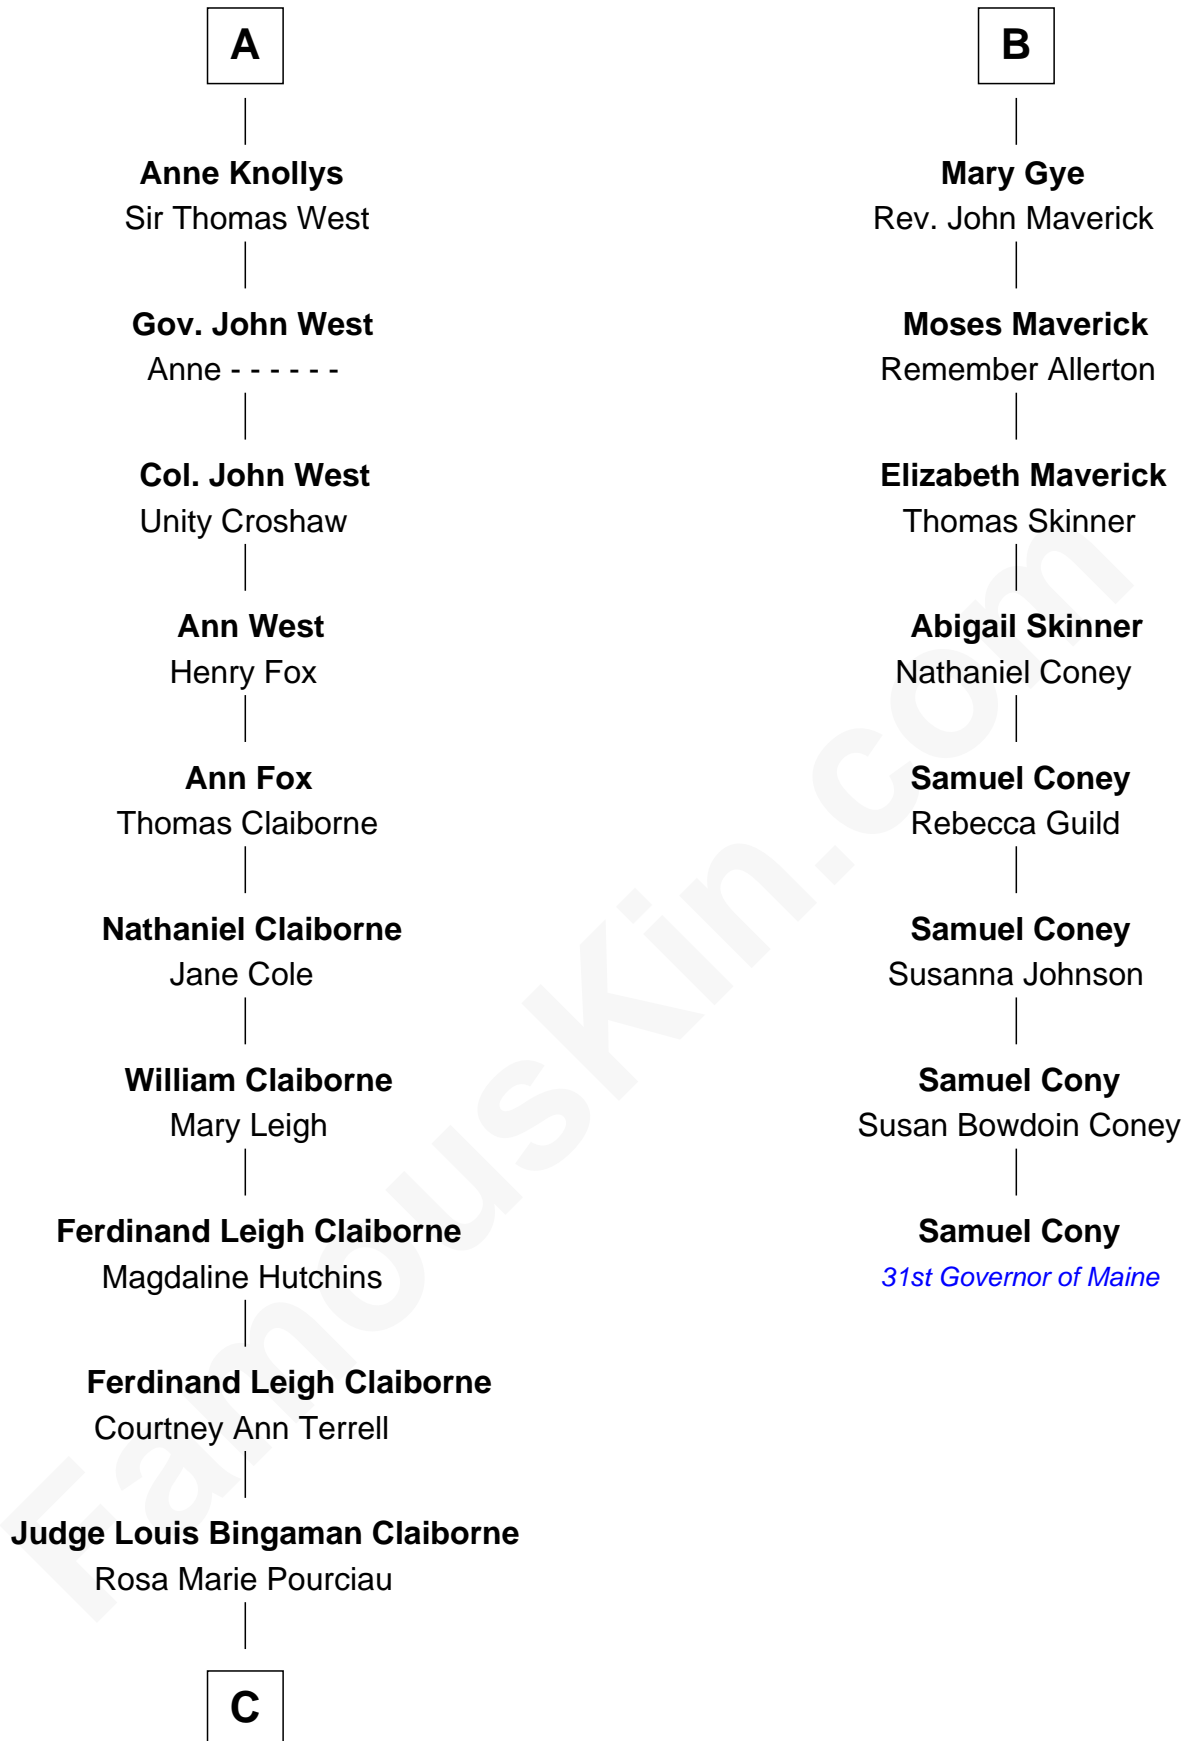 A
Anne Knollys
Sir Thomas West
Gov. John West
Anne - - - - - -
Col. John West
Unity Croshaw
Ann West
Henry Fox
Ann Fox
Thomas Claiborne
Nathaniel Claiborne
Jane Cole
William Claiborne
Mary Leigh
Ferdinand Leigh Claiborne
Magdaline Hutchins
Ferdinand Leigh Claiborne
Courtney Ann Terrell
Judge Louis Bingaman Claiborne
Rosa Marie Pourciau
C
B
Mary Gye
Rev. John Maverick
Moses Maverick
Remember Allerton
Elizabeth Maverick
Thomas Skinner
Abigail Skinner
Nathaniel Coney
Samuel Coney
Rebecca Guild
Samuel Coney
Susanna Johnson
Samuel Cony
Susan Bowdoin Coney
Samuel Cony
31st Governor of Maine
FamousKin.com